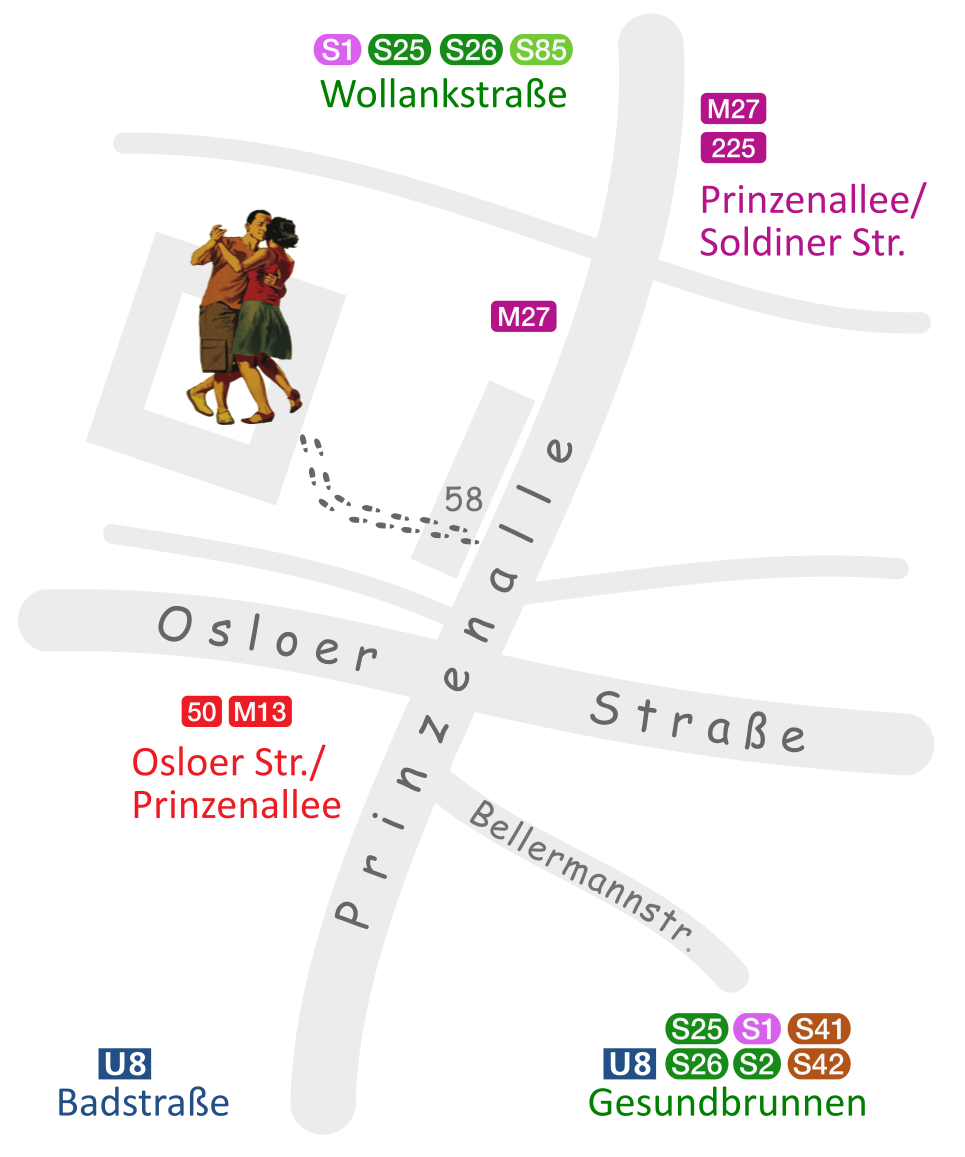 S1 S25 S26 S85
Wollankstraße
M27
225
Prinzenallee/
Soldiner Str.
M27
58
Prinzenalle
Osloer Straße
50 M13
Osloer Str./
Prinzenallee
Bellermannstr.
U8
Badstraße
S25 S1 S41
U8 S26 S2 S42
Gesundbrunnen